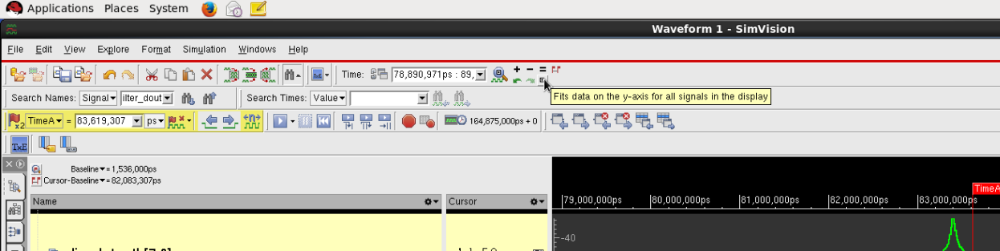 Applications Places System
Waveform 1 - SimVision
File Edit View Explore Format Simulation Windows Help
Time: 78,890,971ps : 89,
Search Names: Signal ilter_dout Search Times: Value
Fits data on the y-axis for all signals in the display
x2 TimeA = 83,619,307 ps 164,875,000ps + 0
TxE
Baseline = 1,536,000ps
Cursor-Baseline = 82,083,307ps
TimeA
Name Cursor 79,000,000ps 80,000,000ps 81,000,000ps 82,000,000ps 83,000,000ps
-40